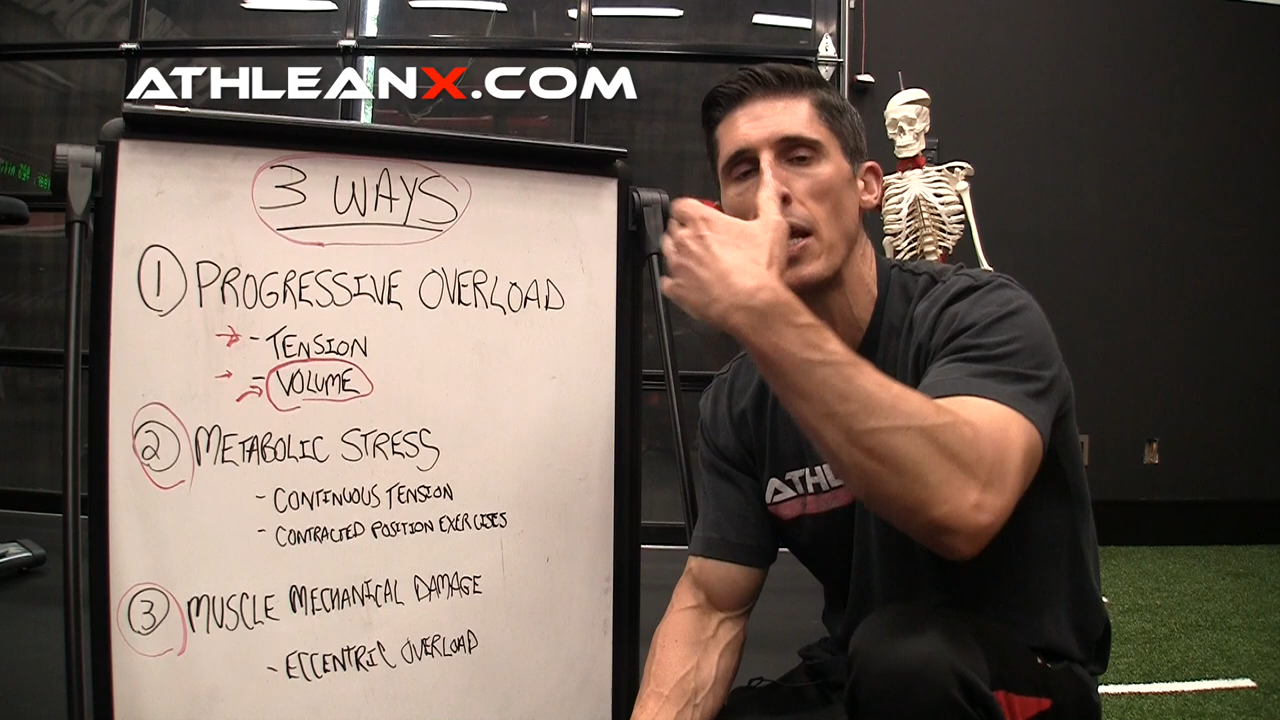 ATHLEANX.COM
3 WAYS
1 PROGRESSIVE OVERLOAD
- TENSION
- VOLUME
2 METABOLIC STRESS
- CONTINUOUS TENSION
- CONTRACTED POSITION EXERCISES
3 MUSCLE MECHANICAL DAMAGE
- ECCENTRIC OVERLOAD
ATHL